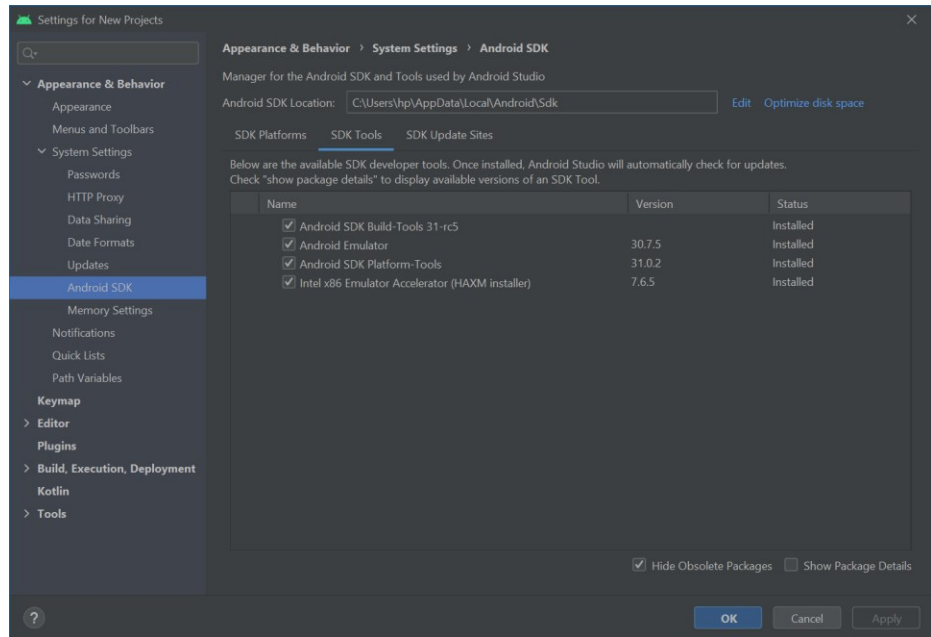 Settings for New Projects
Appearance & Behavior
Appearance
Menus and Toolbars
System Settings
Passwords
HTTP Proxy
Data Sharing
Date Formats
Updates
Android SDK
Memory Settings
Notifications
Quick Lists
Path Variables
Keymap
Editor
Plugins
Build, Execution, Deployment
Kotlin
Tools
Appearance & Behavior > System Settings > Android SDK
Manager for the Android SDK and Tools used by Android Studio
Android SDK Location: C:\Users\hp\AppData\Local\Android\Sdk Edit Optimize disk space
SDK Platforms SDK Tools SDK Update Sites
Below are the available SDK developer tools. Once installed, Android Studio will automatically check for updates.
Check "show package details" to display available versions of an SDK Tool.
Name Version Status
Android SDK Build-Tools 31-rc5 Installed
Android Emulator 30.7.5 Installed
Android SDK Platform-Tools 31.0.2 Installed
Intel x86 Emulator Accelerator (HAXM installer) 7.6.5 Installed
Hide Obsolete Packages Show Package Details
? OK Cancel Apply